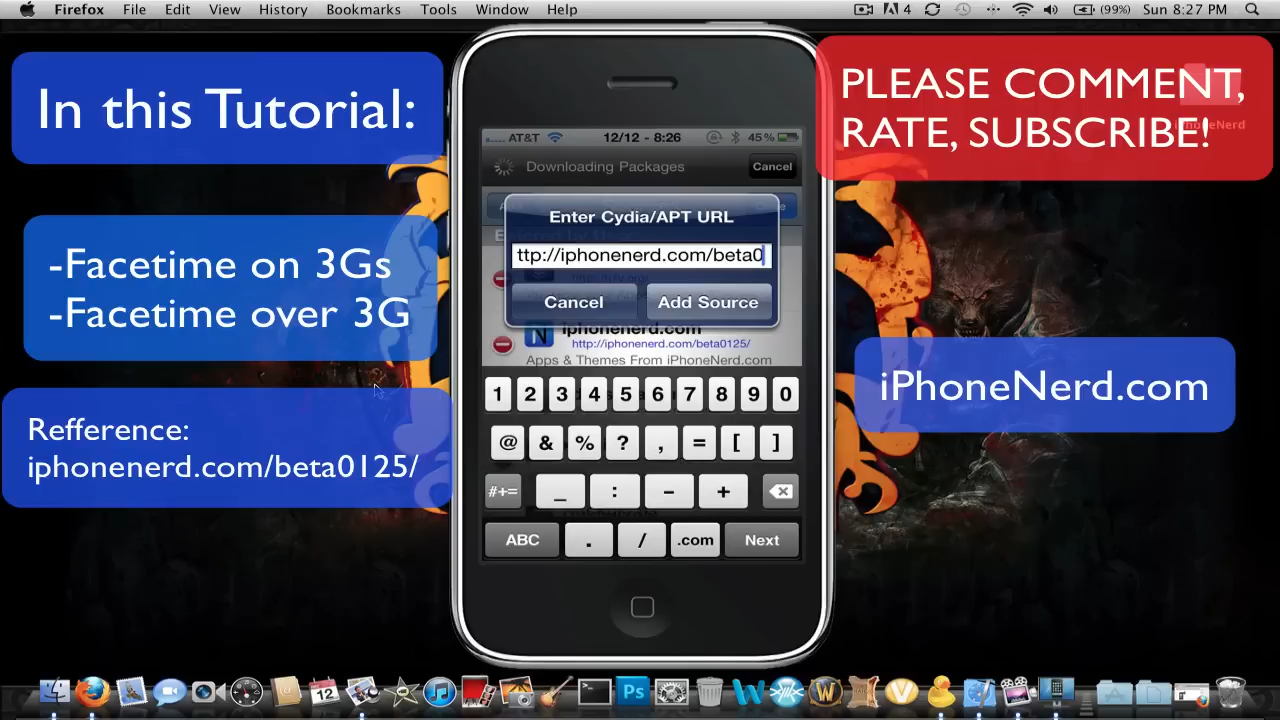 Firefox File Edit View History Bookmarks Tools Window Help
4 (99%) Sun 8:27 PM
In this Tutorial:
-Facetime on 3Gs
-Facetime over 3G
Refference:
iphonenerd.com/beta0125/
AT&T 12/12 - 8:26 45%
Downloading Packages Cancel
Enter Cydia/APT URL
ttp://iphonenerd.com/beta0
Cancel Add Source
iphonenerd.com
http://iphonenerd.com/beta0125/
Apps & Themes From iPhoneNerd.com
1 2 3 4 5 6 7 8 9 0
@ & % ? , = [ ]
#+= _ : - +
ABC . / .com Next
PLEASE COMMENT,
RATE, SUBSCRIBE!
iPhoneNerd.com
12
Ps